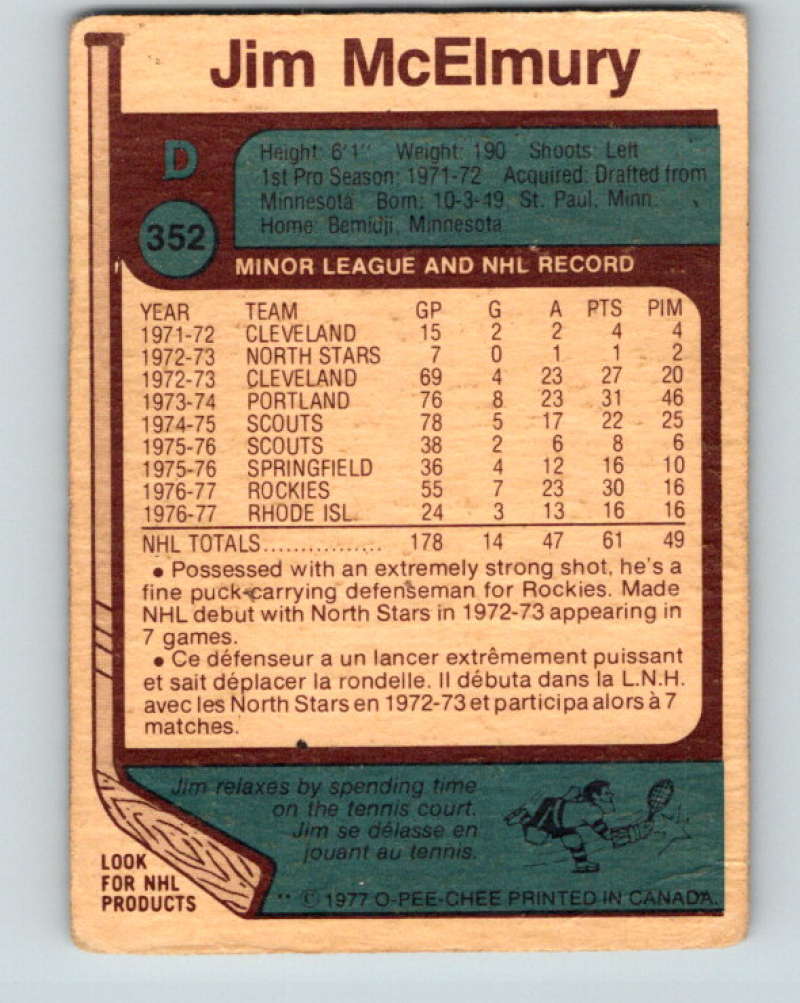 Jim McElmury
D
352
Height: 6'1" Weight: 190 Shoots: Left
1st Pro Season: 1971-72 Acquired: Drafted from
Minnesota Born: 10-3-49, St. Paul, Minn.
Home: Bemidji, Minnesota
MINOR LEAGUE AND NHL RECORD
YEAR TEAM GP G A PTS PIM
1971-72 CLEVELAND 15 2 2 4 4
1972-73 NORTH STARS 7 0 1 1 2
1972-73 CLEVELAND 69 4 23 27 20
1973-74 PORTLAND 76 8 23 31 46
1974-75 SCOUTS 78 5 17 22 25
1975-76 SCOUTS 38 2 6 8 6
1975-76 SPRINGFIELD 36 4 12 16 10
1976-77 ROCKIES 55 7 23 30 16
1976-77 RHODE ISL. 24 3 13 16 16
NHL TOTALS................ 178 14 47 61 49
• Possessed with an extremely strong shot, he's a
fine puck-carrying defenseman for Rockies. Made
NHL debut with North Stars in 1972-73 appearing in
7 games.
• Ce défenseur a un lancer extrêmement puissant
et sait déplacer la rondelle. Il débuta dans la L.N.H.
avec les North Stars en 1972-73 et participa alors à 7
matches.
Jim relaxes by spending time
on the tennis court.
Jim se délasse en
jouant au tennis.
LOOK
FOR NHL
PRODUCTS
** © 1977 O-PEE-CHEE PRINTED IN CANADA.